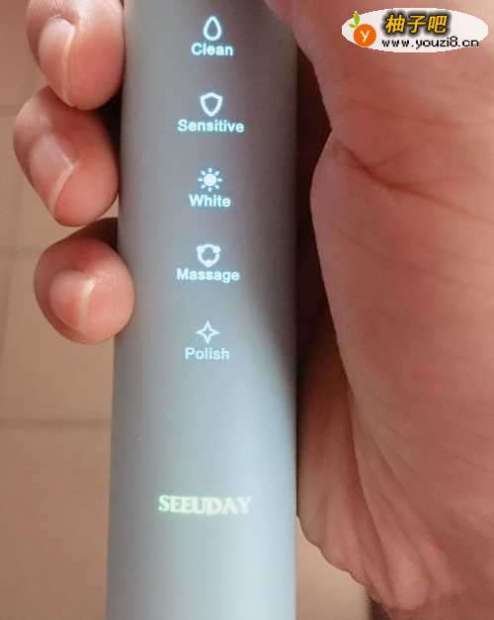 柚子吧
www.youzi8.cn
Clean
Sensitive
White
Massage
Polish
SEEUDAY